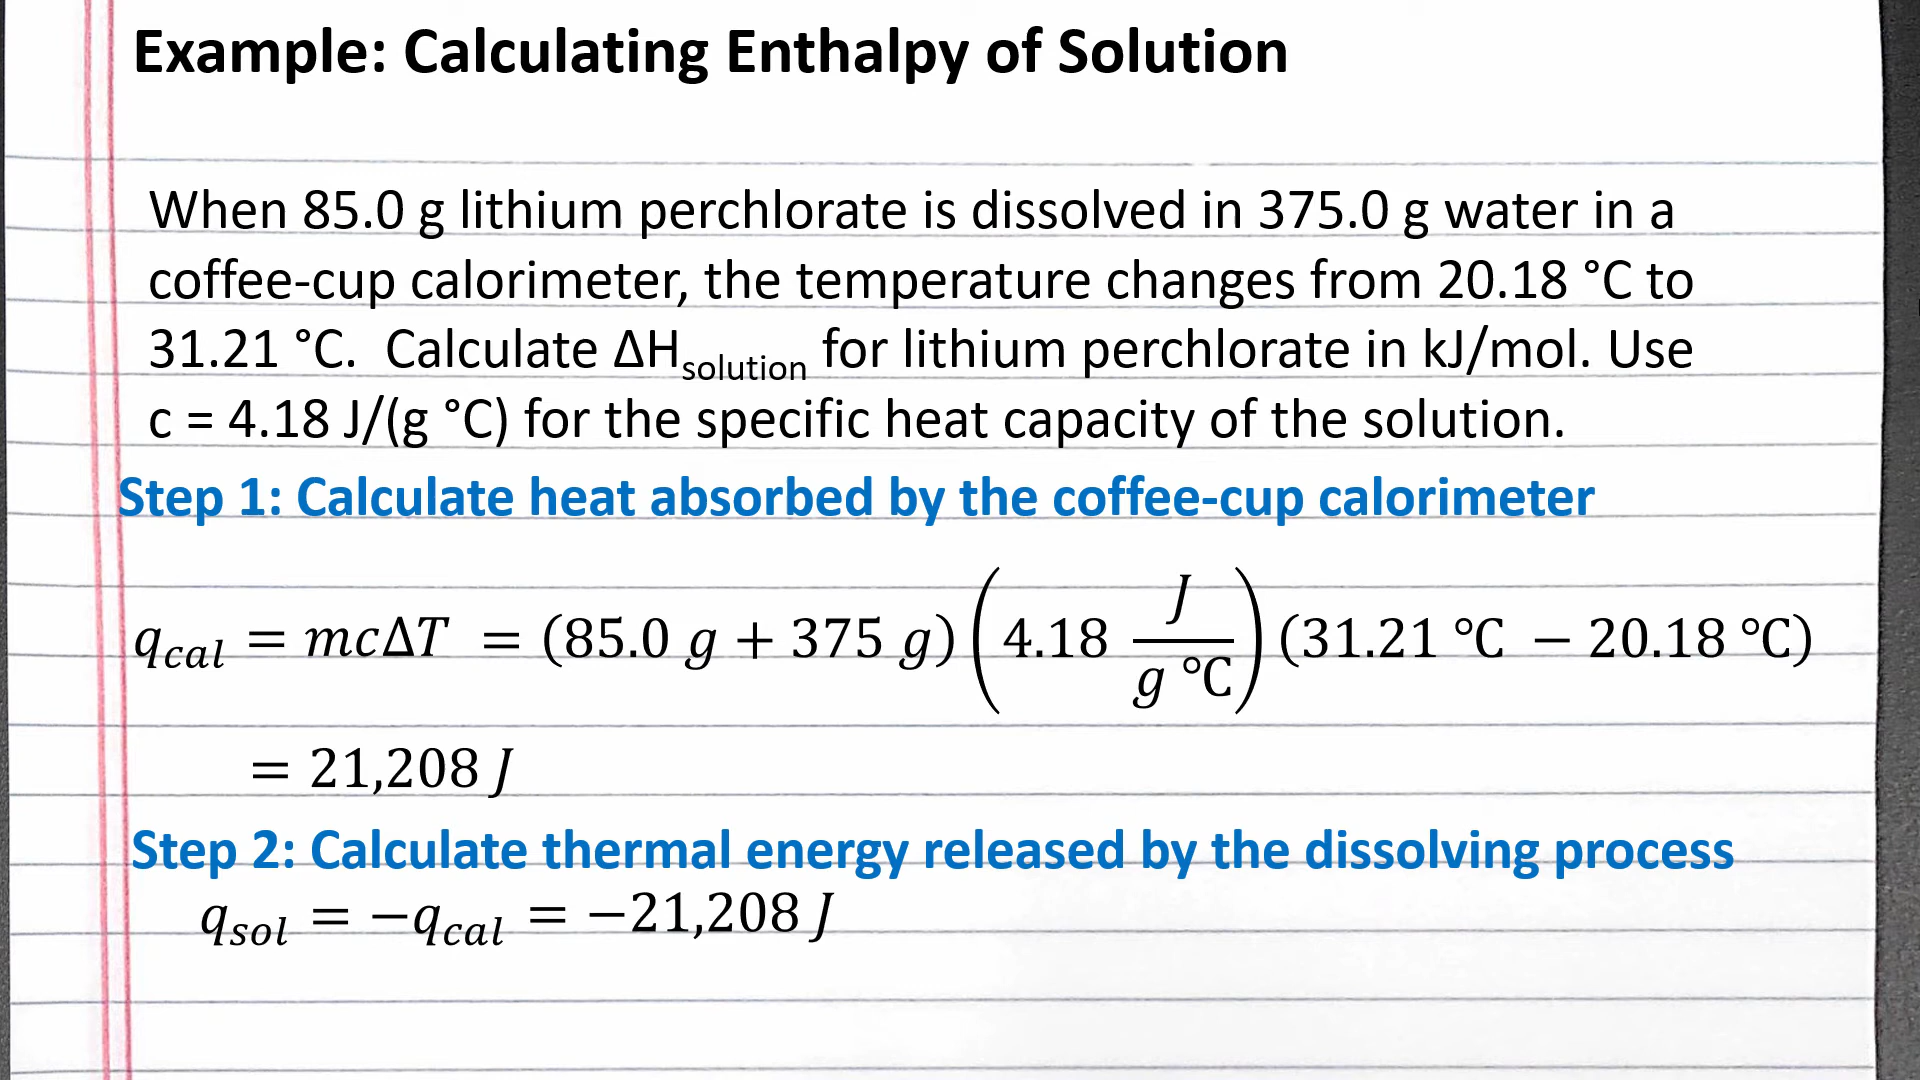 Example: Calculating Enthalpy of Solution
When 85.0 g lithium perchlorate is dissolved in 375.0 g water in a
coffee-cup calorimeter, the temperature changes from 20.18 °C to
31.21 °C.  Calculate ΔHsolution for lithium perchlorate in kJ/mol. Use
c = 4.18 J/(g °C) for the specific heat capacity of the solution.
Step 1: Calculate heat absorbed by the coffee-cup calorimeter
qcal = mcΔT = (85.0 g + 375 g)(4.18 J/g °C)(31.21 °C − 20.18 °C)
= 21,208 J
Step 2: Calculate thermal energy released by the dissolving process
qsol = −qcal = −21,208 J